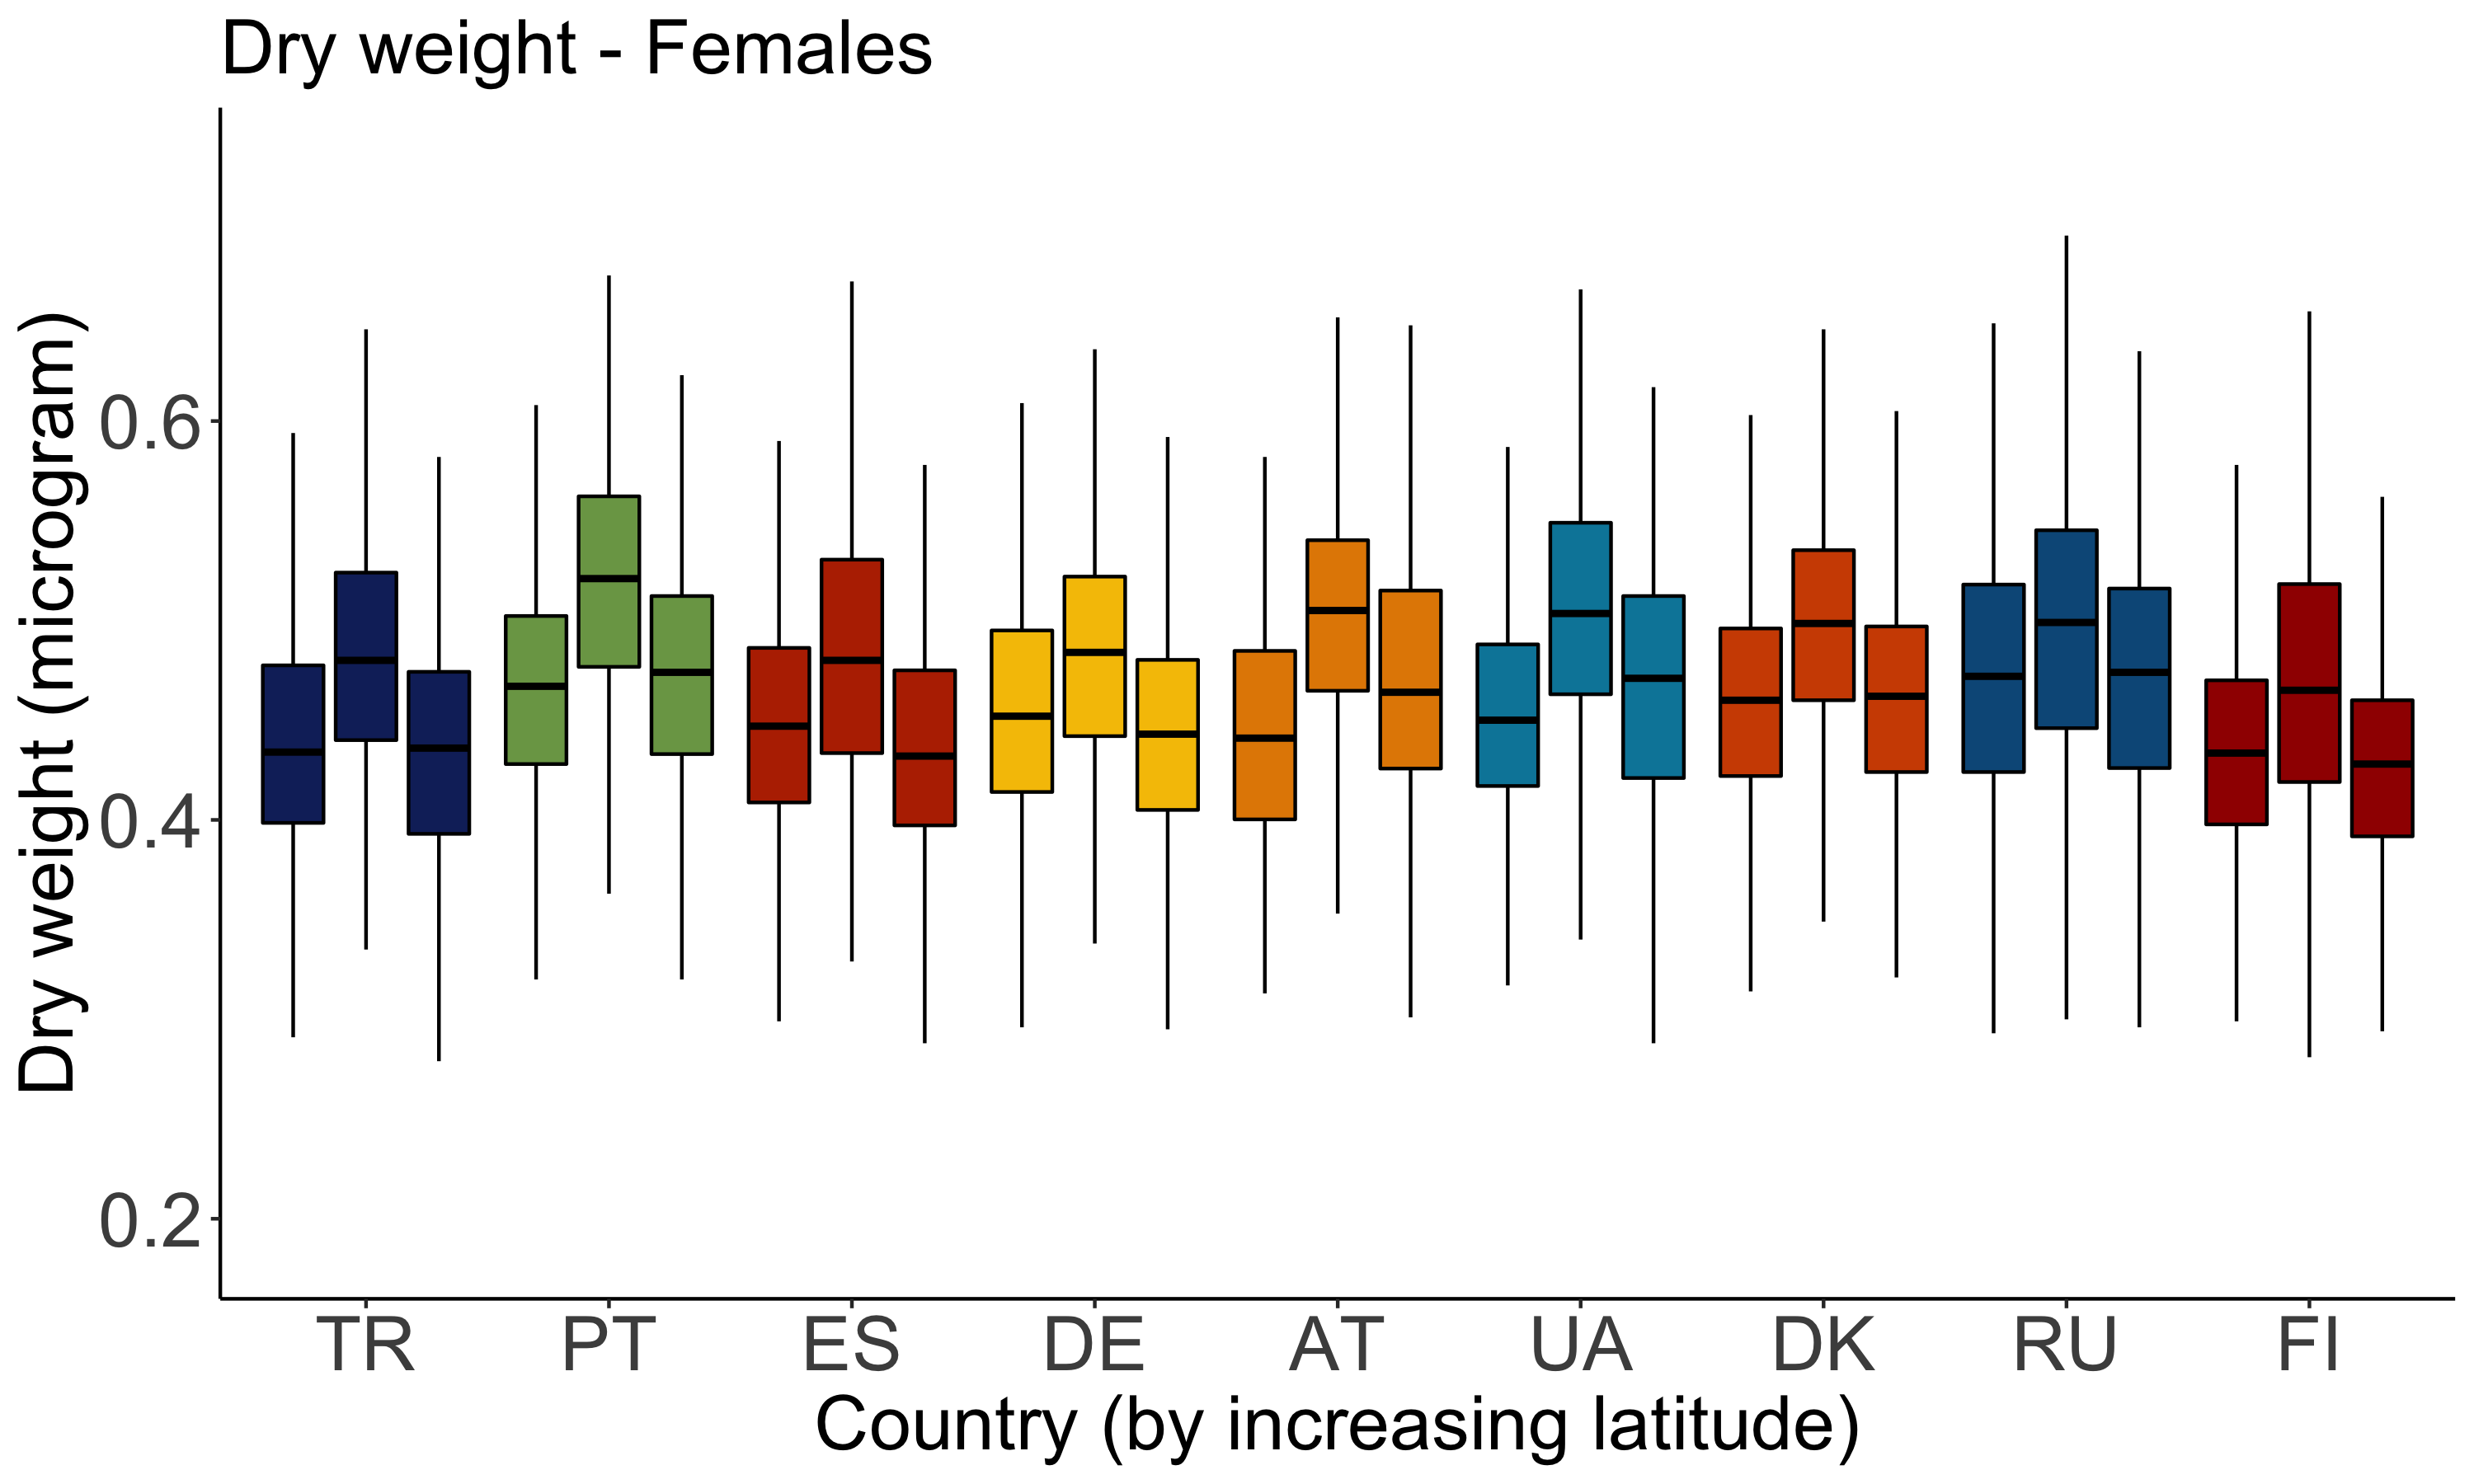 Dry weight - Females
Dry weight (microgram)
0.6
0.4
0.2
TR PT ES DE AT UA DK RU FI
Country (by increasing latitude)